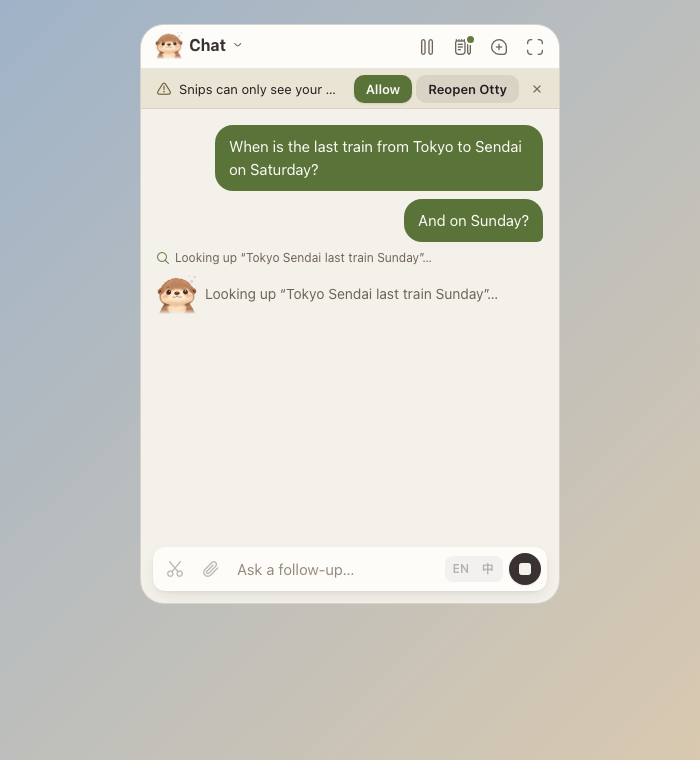 Chat
Snips can only see your ...
Allow
Reopen Otty
When is the last train from Tokyo to Sendai
on Saturday?
And on Sunday?
Looking up “Tokyo Sendai last train Sunday”...
Looking up “Tokyo Sendai last train Sunday”...
Ask a follow-up...
EN 中